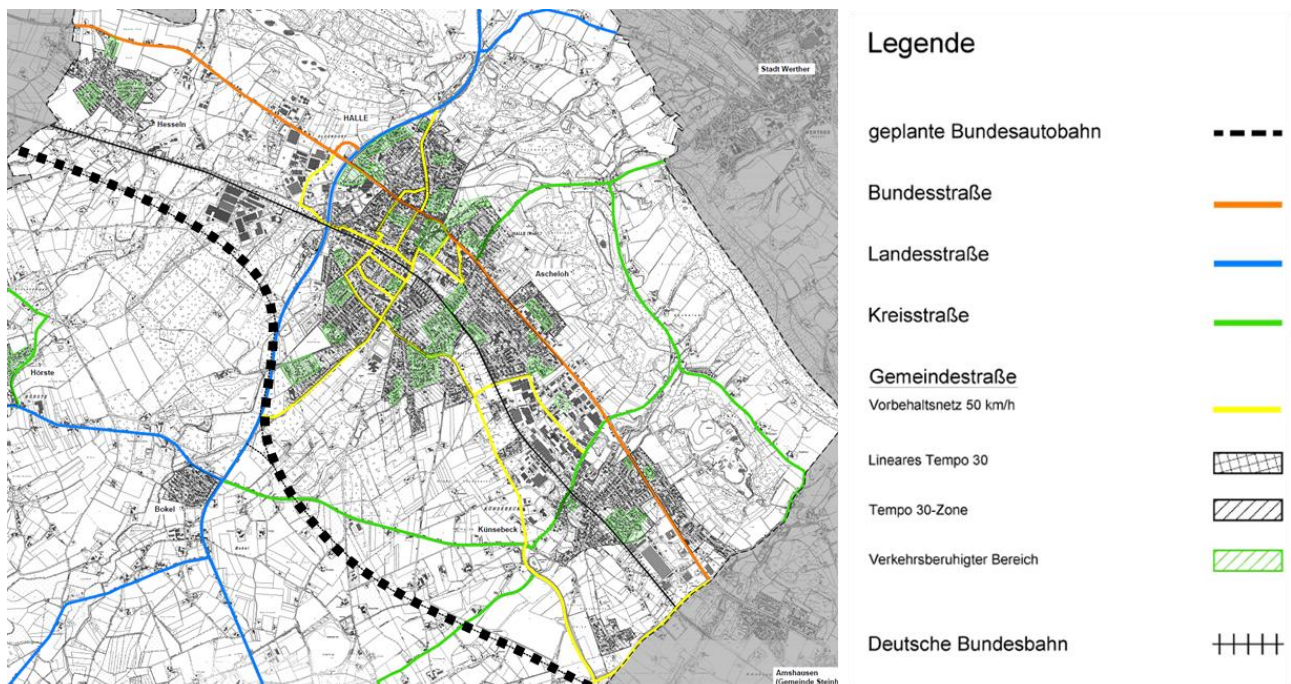 Stadt Werther
HALLE
Hesseln
Ascheloh
Hörste
Bokel
Künsebeck
Amshausen
(Gemeinde Steinh
Legende
geplante Bundesautobahn
Bundesstraße
Landesstraße
Kreisstraße
Gemeindestraße
Vorbehaltsnetz 50 km/h
Lineares Tempo 30
Tempo 30-Zone
Verkehrsberuhigter Bereich
Deutsche Bundesbahn